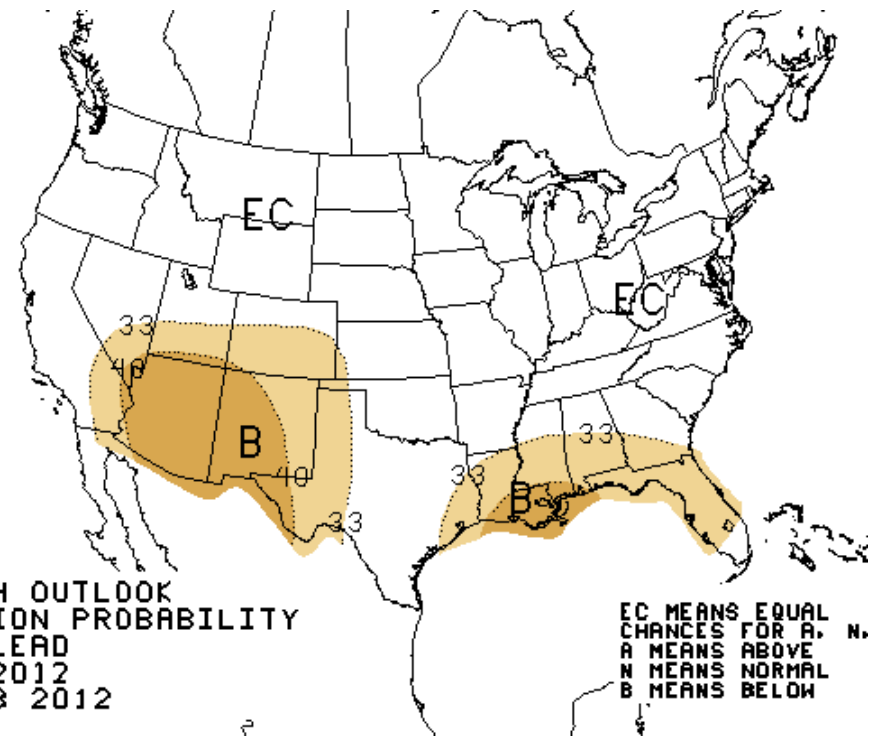 EC
EC
33
40
B
33
40
33
B
33
H OUTLOOK
ION PROBABILITY
LEAD
2012
2012
EC MEANS EQUAL
CHANCES FOR A, N,
A MEANS ABOVE
N MEANS NORMAL
B MEANS BELOW